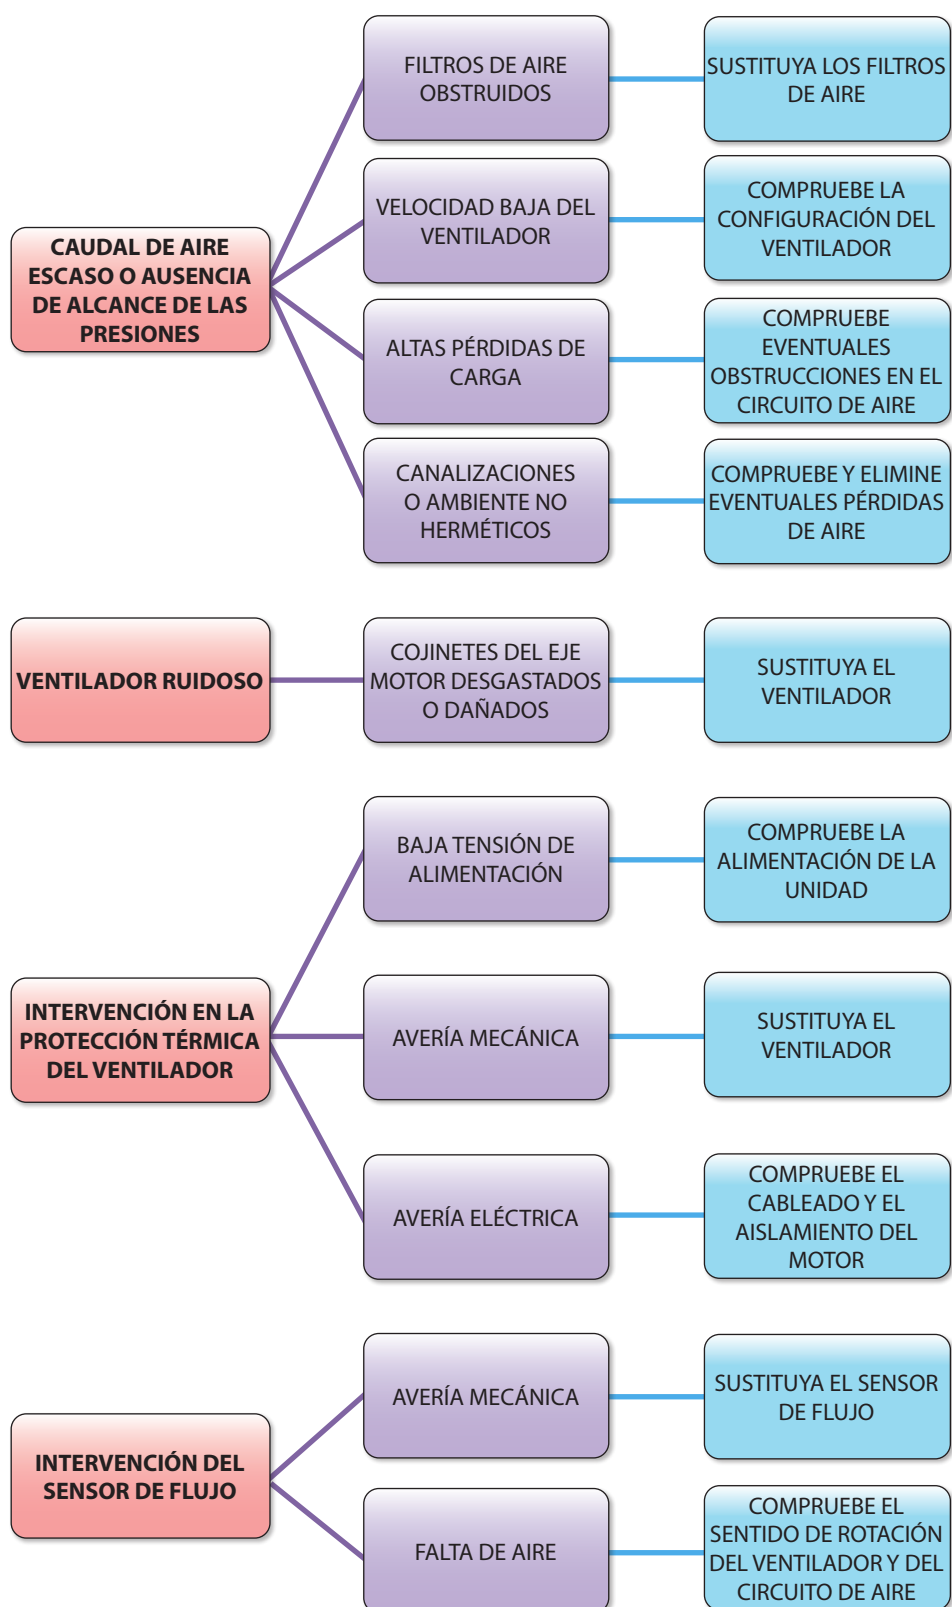 CAUDAL DE AIRE
ESCASO O AUSENCIA
DE ALCANCE DE LAS
PRESIONES
FILTROS DE AIRE
OBSTRUIDOS
SUSTITUYA LOS FILTROS
DE AIRE
VELOCIDAD BAJA DEL
VENTILADOR
COMPRUEBE LA
CONFIGURACIÓN DEL
VENTILADOR
ALTAS PÉRDIDAS DE
CARGA
COMPRUEBE
EVENTUALES
OBSTRUCCIONES EN EL
CIRCUITO DE AIRE
CANALIZACIONES
O AMBIENTE NO
HERMÉTICOS
COMPRUEBE Y ELIMINE
EVENTUALES PÉRDIDAS
DE AIRE
VENTILADOR RUIDOSO
COJINETES DEL EJE
MOTOR DESGASTADOS
O DAÑADOS
SUSTITUYA EL
VENTILADOR
INTERVENCIÓN EN LA
PROTECCIÓN TÉRMICA
DEL VENTILADOR
BAJA TENSIÓN DE
ALIMENTACIÓN
COMPRUEBE LA
ALIMENTACIÓN DE LA
UNIDAD
AVERÍA MECÁNICA
SUSTITUYA EL
VENTILADOR
AVERÍA ELÉCTRICA
COMPRUEBE EL
CABLEADO Y EL
AISLAMIENTO DEL
MOTOR
INTERVENCIÓN DEL
SENSOR DE FLUJO
AVERÍA MECÁNICA
SUSTITUYA EL SENSOR
DE FLUJO
FALTA DE AIRE
COMPRUEBE EL
SENTIDO DE ROTACIÓN
DEL VENTILADOR Y DEL
CIRCUITO DE AIRE